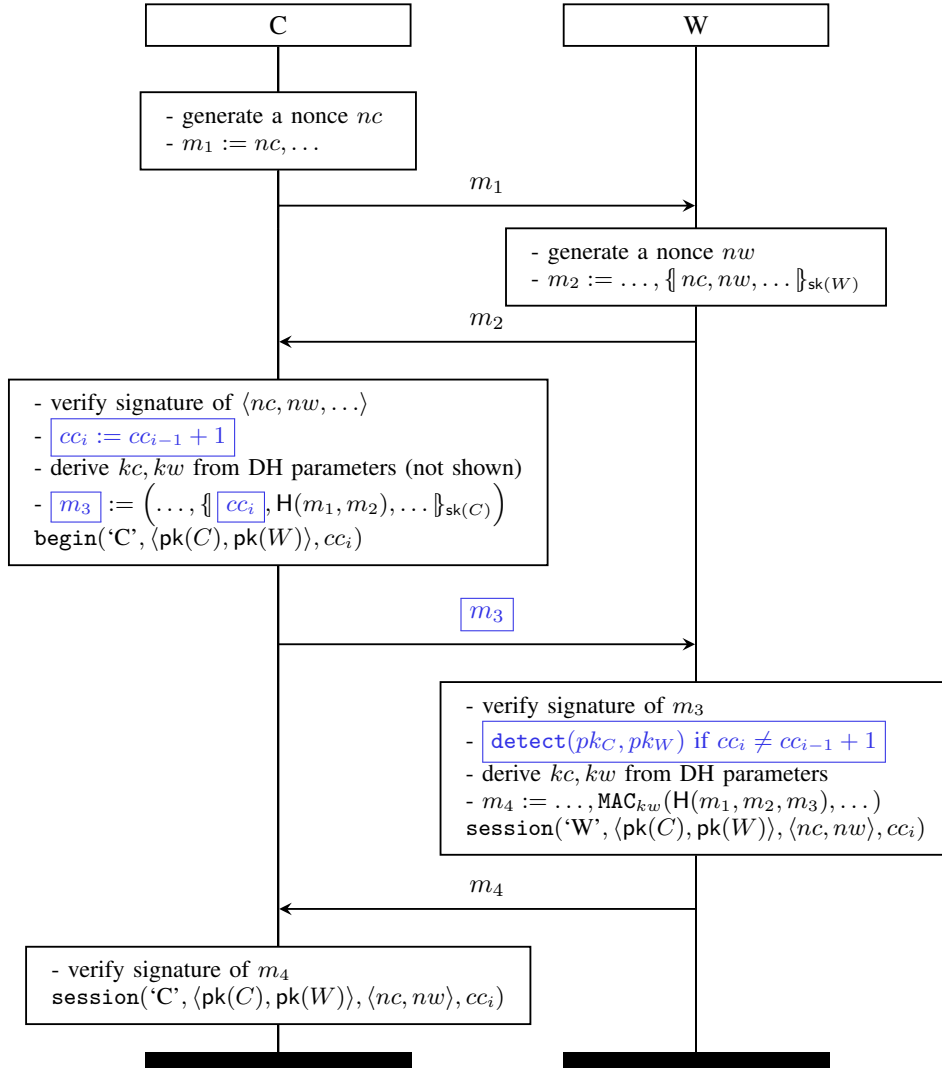 C
W
- generate a nonce nc
- m₁ := nc, …
m₁
- generate a nonce nw
- m₂ := …, ⦃ nc, nw, … ⦄sk(W)
m₂
- verify signature of ⟨nc, nw, …⟩
- ccᵢ := ccᵢ₋₁ + 1
- derive kc, kw from DH parameters (not shown)
- m₃ := (…, ⦃ ccᵢ, H(m₁, m₂), … ⦄sk(C))
begin(‘C’, ⟨pk(C), pk(W)⟩, ccᵢ)
m₃
- verify signature of m₃
- detect(pk_C, pk_W) if ccᵢ ≠ ccᵢ₋₁ + 1
- derive kc, kw from DH parameters
- m₄ := …, MAC_kw(H(m₁, m₂, m₃), …)
session(‘W’, ⟨pk(C), pk(W)⟩, ⟨nc, nw⟩, ccᵢ)
m₄
- verify signature of m₄
session(‘C’, ⟨pk(C), pk(W)⟩, ⟨nc, nw⟩, ccᵢ)